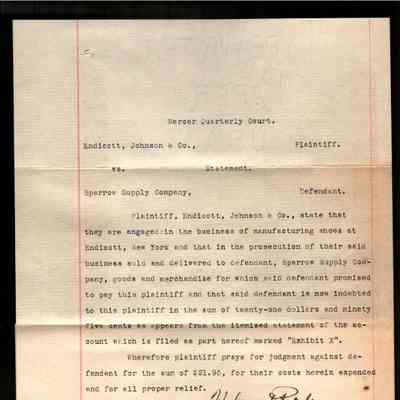 Mercer Quarterly Court.
Endicott, Johnson & Co., Plaintiff.
vs. Statement.
Sparrow Supply Company, Defendant.
Plaintiff, Endicott, Johnson & Co., state that
they are engaged in the business of manufacturing shoes at
Endicott, New York and that in the prosecution of their said
business sold and delivered to defendant, Sparrow Supply Com-
pany, goods and merchandise for which said defendant promised
to pay this plaintiff and that said defendant is now indebted
to this plaintiff in the sum of twenty-one dollars and ninety
five cents as appears from the itemized statement of the ac-
count which is filed as part hereof marked "Exhibit X".
Wherefore plaintiff prays for judgment against de-
fendant for the sum of $21.95, for their costs herein expended
and for all proper relief.